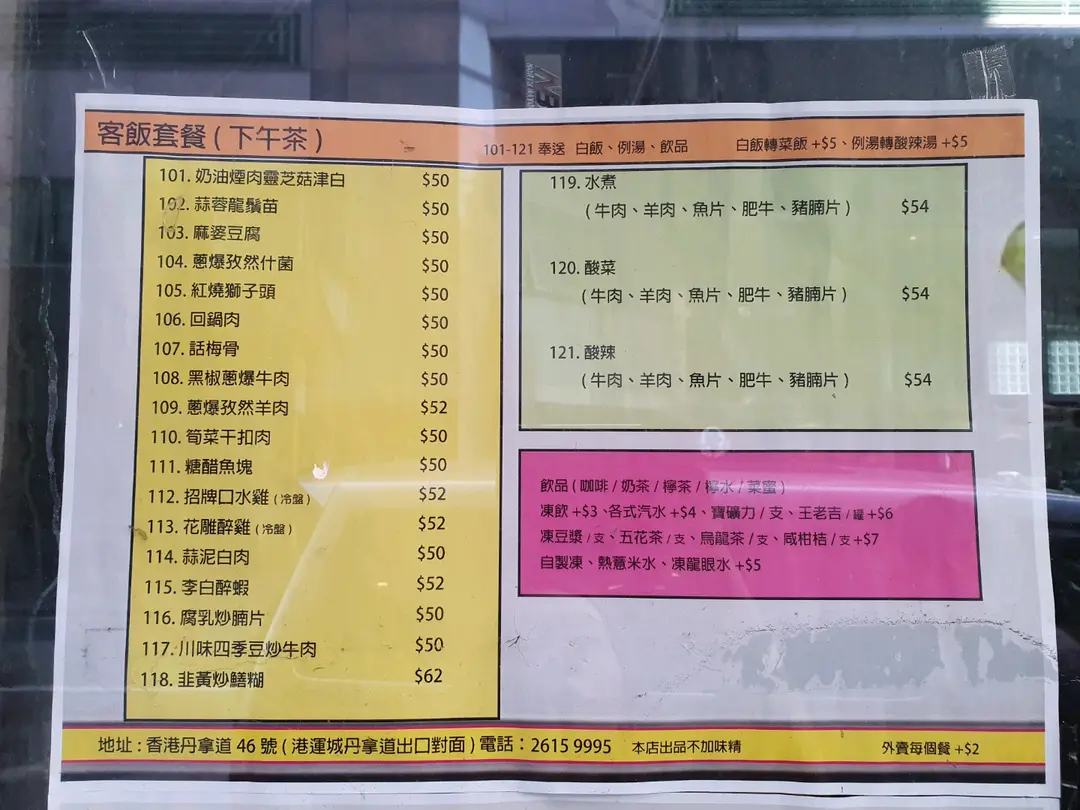 客飯套餐 ( 下午茶 )
101-121 奉送 白飯、例湯、飲品
白飯轉菜飯 +$5、例湯轉酸辣湯 +$5
101. 奶油煙肉靈芝菇津白 $50
102. 蒜蓉龍鬚苗 $50
103. 麻婆豆腐 $50
104. 蔥爆孜然什菌 $50
105. 紅燒獅子頭 $50
106. 回鍋肉 $50
107. 話梅骨 $50
108. 黑椒蔥爆牛肉 $50
109. 蔥爆孜然羊肉 $52
110. 筍菜干扣肉 $50
111. 糖醋魚塊 $50
112. 招牌口水雞 ( 冷盤 ) $52
113. 花雕醉雞 ( 冷盤 ) $52
114. 蒜泥白肉 $50
115. 李白醉蝦 $52
116. 腐乳炒腩片 $50
117. 川味四季豆炒牛肉 $50
118. 韭黃炒鱔糊 $62
119. 水煮
( 牛肉、羊肉、魚片、肥牛、豬腩片 ) $54
120. 酸菜
( 牛肉、羊肉、魚片、肥牛、豬腩片 ) $54
121. 酸辣
( 牛肉、羊肉、魚片、肥牛、豬腩片 ) $54
飲品 ( 咖啡 / 奶茶 / 檸茶 / 檸水 / 菜蜜 )
凍飲 +$3、各式汽水 +$4、寶礦力 / 支、王老吉 / 罐 +$6
凍豆漿 / 支、五花茶 / 支、烏龍茶 / 支、咸柑桔 / 支 +$7
自製凍、熱薏米水、凍龍眼水 +$5
地址 : 香港丹拿道 46 號 ( 港運城丹拿道出口對面 ) 電話：2615 9995 本店出品不加味精 外賣每個餐 +$2